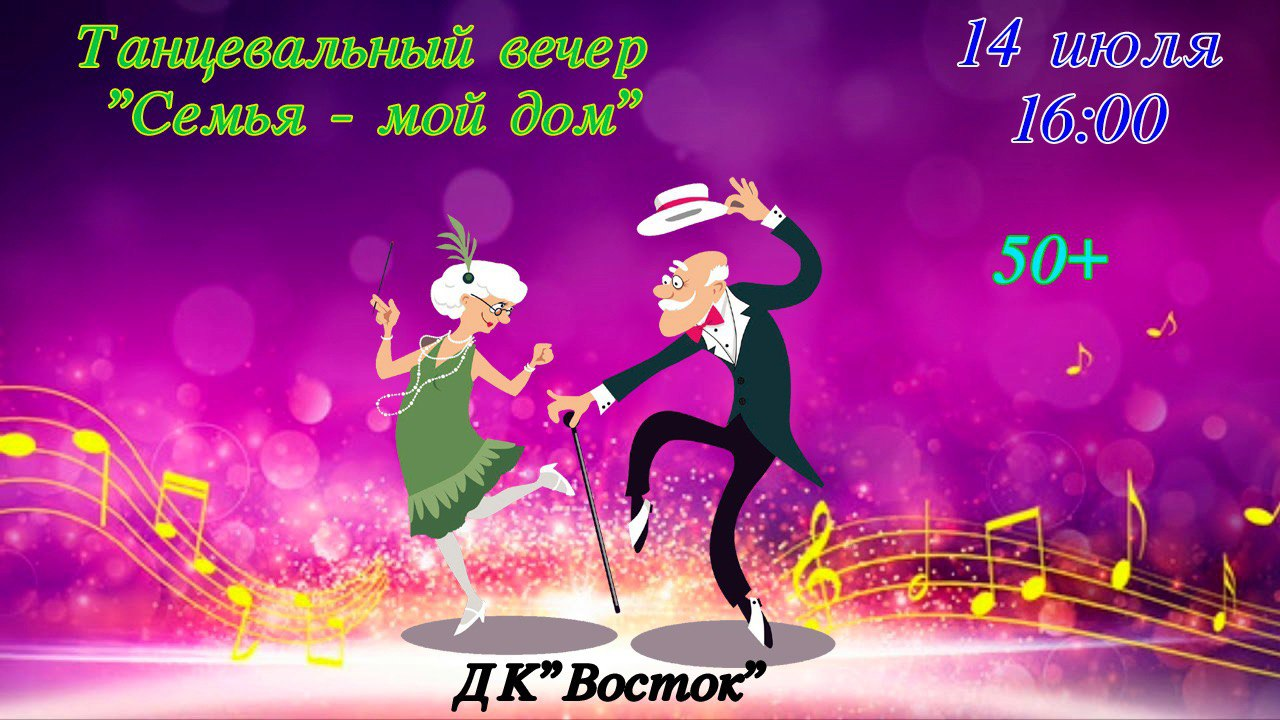 Танцевальный вечер
"Семья - мой дом"
14 июля
16:00
50+
ДК"Восток"